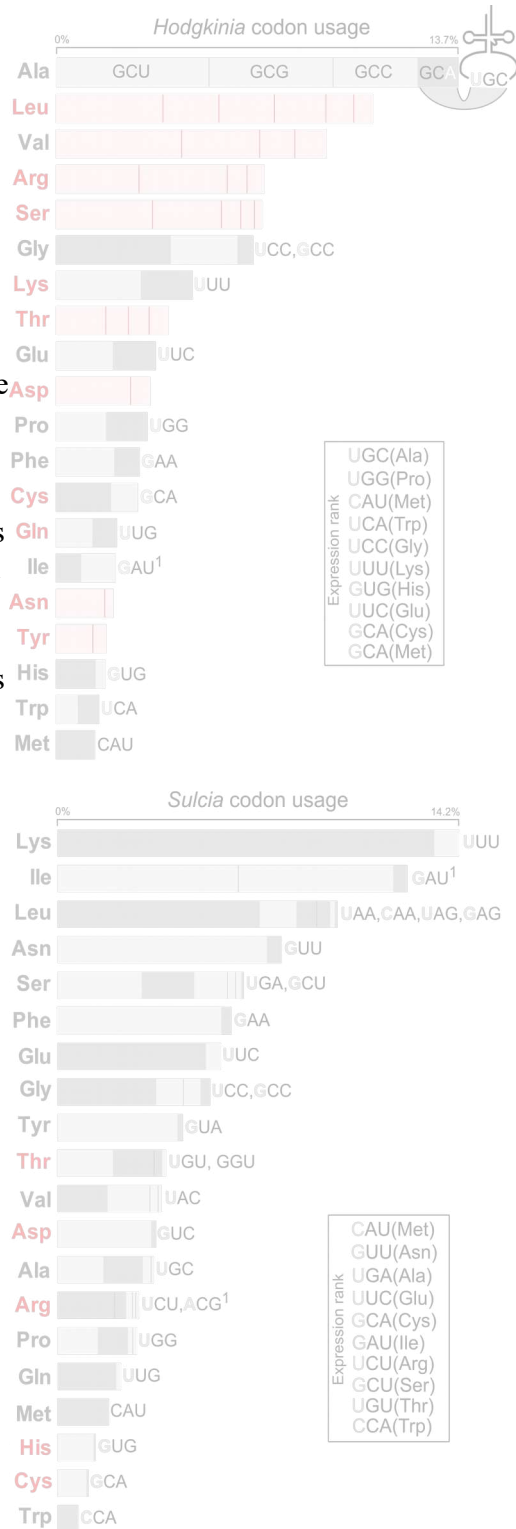 Hodgkinia codon usage
0% 13.7%
Ala GCU GCG GCC GCA UGC
Leu
Val
Arg
Ser
Gly UCC,GCC
Lys UUU
Thr
Glu UUC
e
Asp
Pro UGG
Phe GAA
Cys GCA
s
Gln UUG
Ile GAU¹
Asn
Tyr
s
His GUG
Trp UCA
Met CAU
Expression rank
UGC(Ala)
UGG(Pro)
CAU(Met)
UCA(Trp)
UCC(Gly)
UUU(Lys)
GUG(His)
UUC(Glu)
GCA(Cys)
GCA(Met)
Sulcia codon usage
0% 14.2%
Lys UUU
Ile GAU¹
Leu UAA,CAA,UAG,GAG
Asn GUU
Ser UGA,GCU
Phe GAA
Glu UUC
Gly UCC,GCC
Tyr GUA
Thr UGU, GGU
Val UAC
Asp GUC
Ala UGC
Arg UCU,ACG¹
Pro UGG
Gln UUG
Met CAU
His GUG
Cys GCA
Trp CCA
Expression rank
CAU(Met)
GUU(Asn)
UGA(Ala)
UUC(Glu)
GCA(Cys)
GAU(Ile)
UCU(Arg)
GCU(Ser)
UGU(Thr)
CCA(Trp)